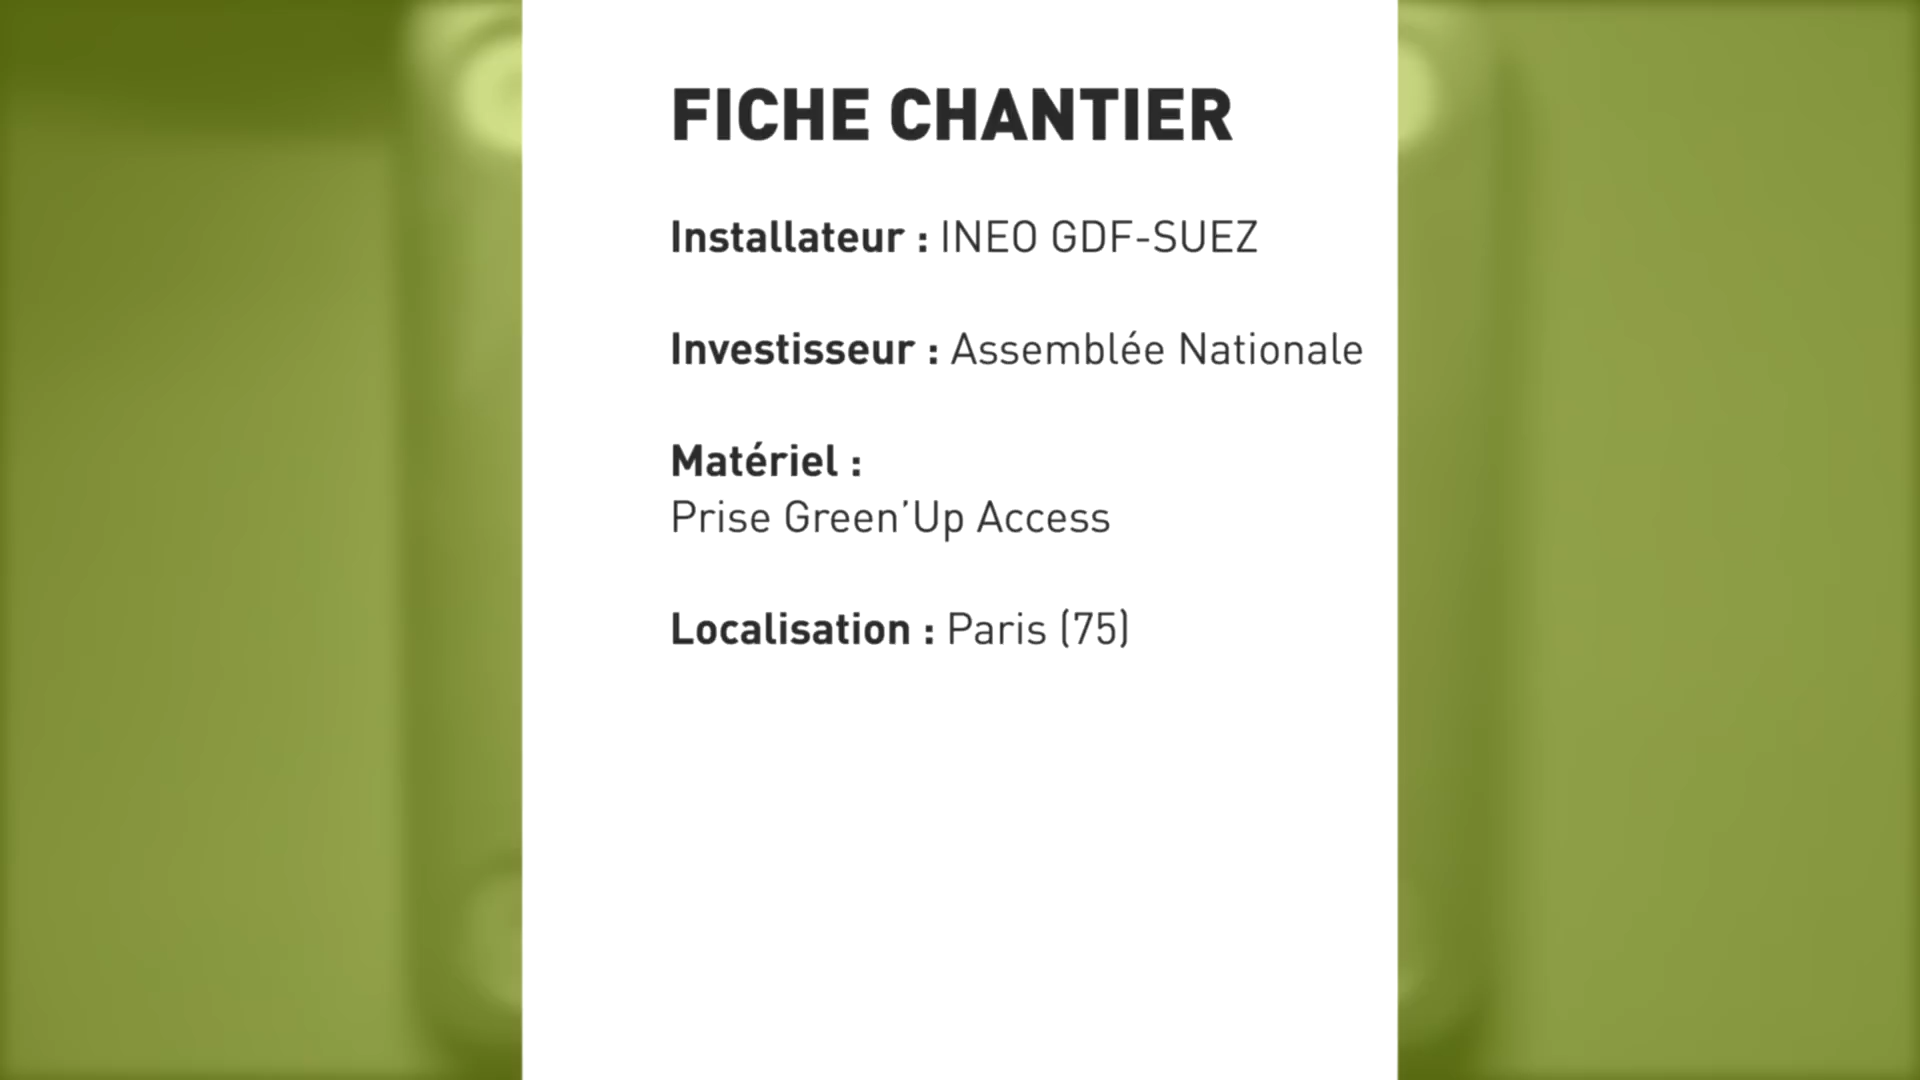 FICHE CHANTIER
Installateur : INEO GDF-SUEZ
Investisseur : Assemblée Nationale
Matériel :
Prise Green’Up Access
Localisation : Paris (75)